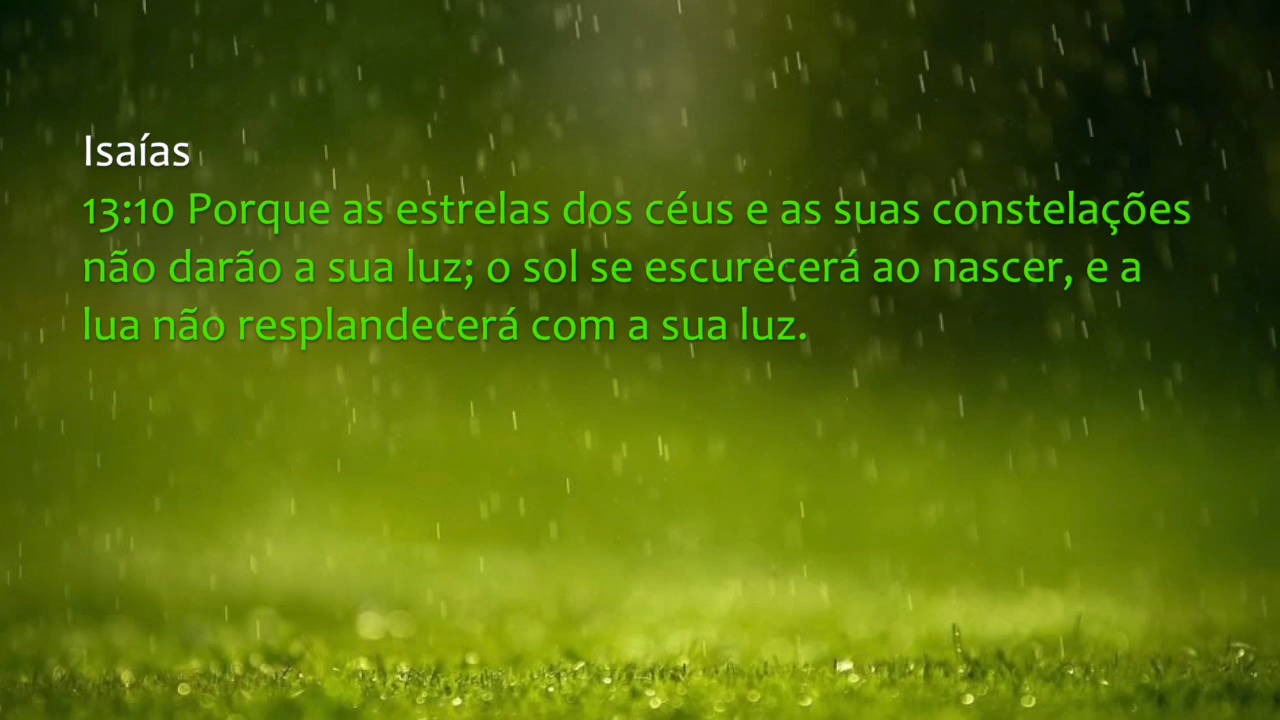 Isaías
13:10 Porque as estrelas dos céus e as suas constelações
não darão a sua luz; o sol se escurecerá ao nascer, e a
lua não resplandecerá com a sua luz.